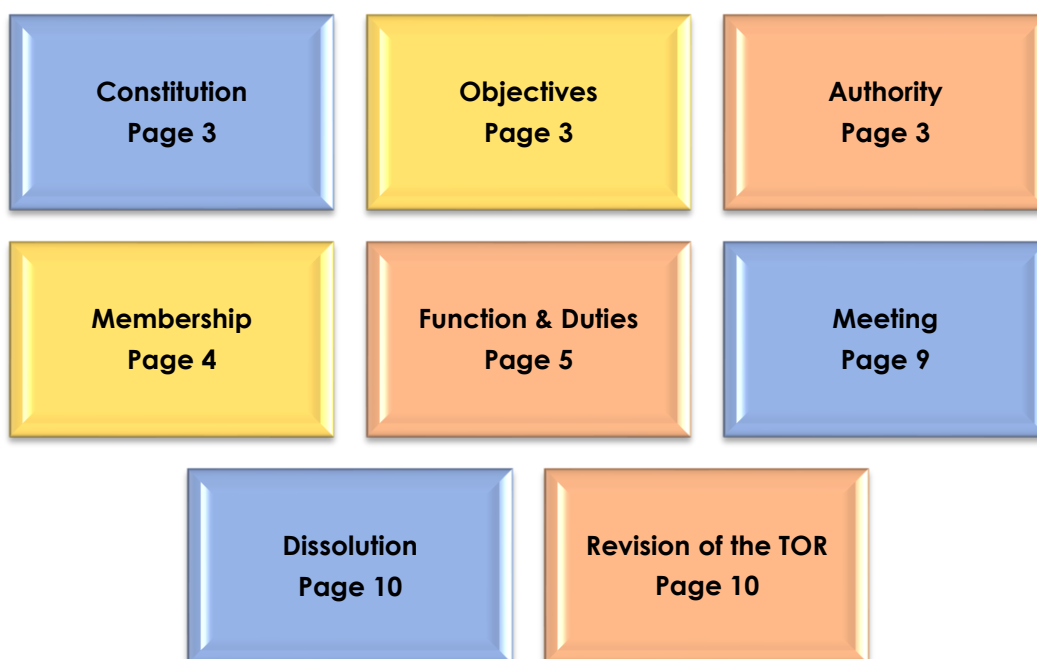 Constitution
Page 3
Objectives
Page 3
Authority
Page 3
Membership
Page 4
Function & Duties
Page 5
Meeting
Page 9
Dissolution
Page 10
Revision of the TOR
Page 10